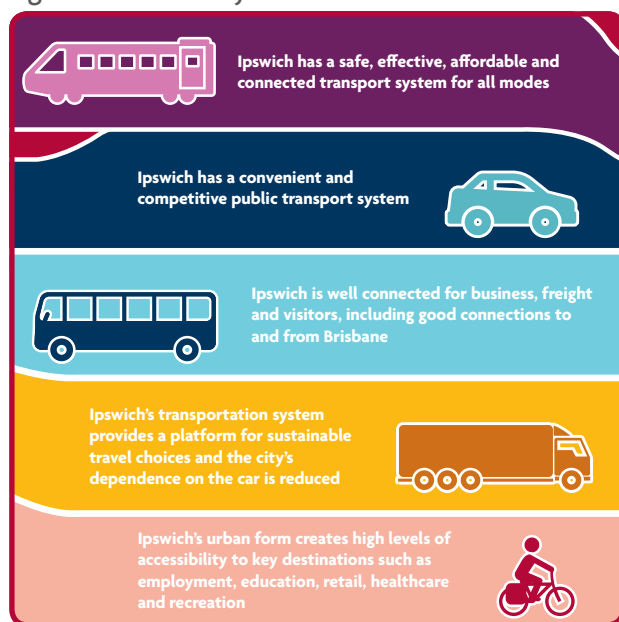 Ipswich has a safe, effective, affordable and
connected transport system for all modes
Ipswich has a convenient and
competitive public transport system
Ipswich is well connected for business, freight
and visitors, including good connections to
and from Brisbane
Ipswich's transportation system
provides a platform for sustainable
travel choices and the city's
dependence on the car is reduced
Ipswich's urban form creates high levels of
accessibility to key destinations such as
employment, education, retail, healthcare
and recreation